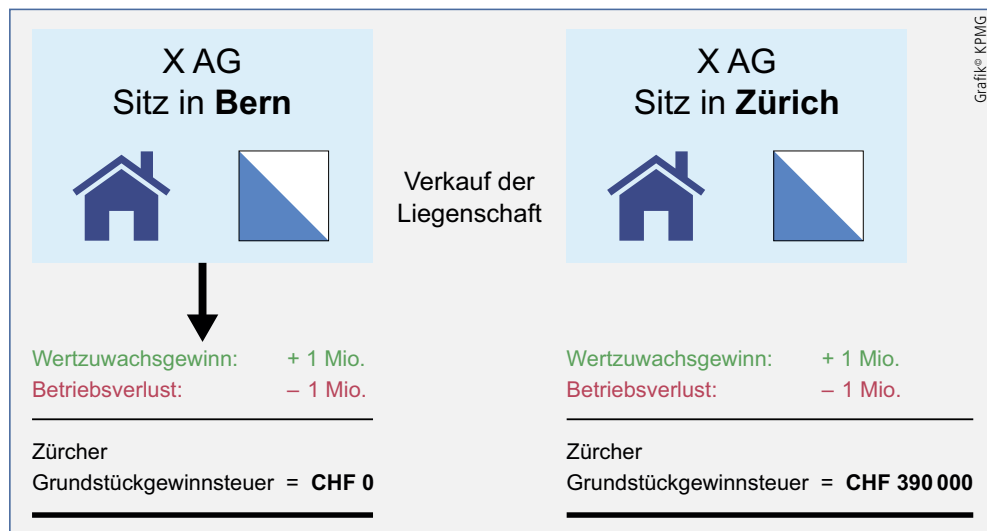 X AG
Sitz in Bern
Verkauf der
Liegenschaft
X AG
Sitz in Zürich
Grafik© KPMG
Wertzuwachsgewinn: + 1 Mio.
Betriebsverlust: – 1 Mio.
Zürcher
Grundstückgewinnsteuer = CHF 0
Wertzuwachsgewinn: + 1 Mio.
Betriebsverlust: – 1 Mio.
Zürcher
Grundstückgewinnsteuer = CHF 390 000